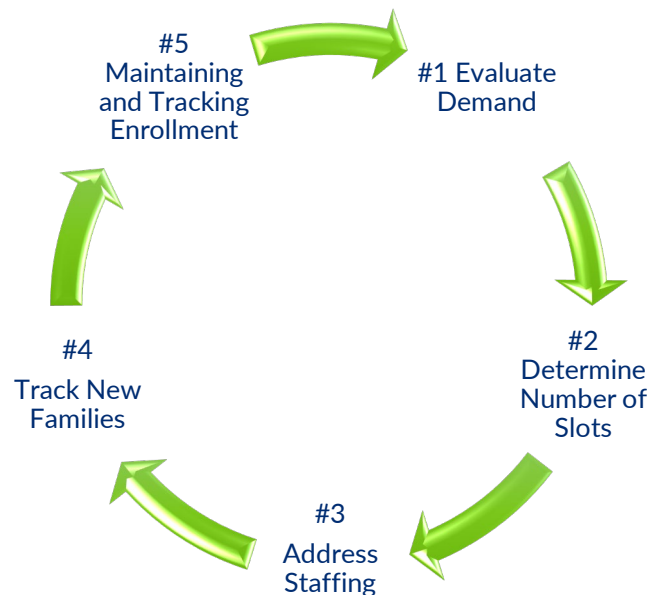 #1 Evaluate
Demand
#2
Determine
Number of
Slots
#3
Address
Staffing
#4
Track New
Families
#5
Maintaining
and Tracking
Enrollment